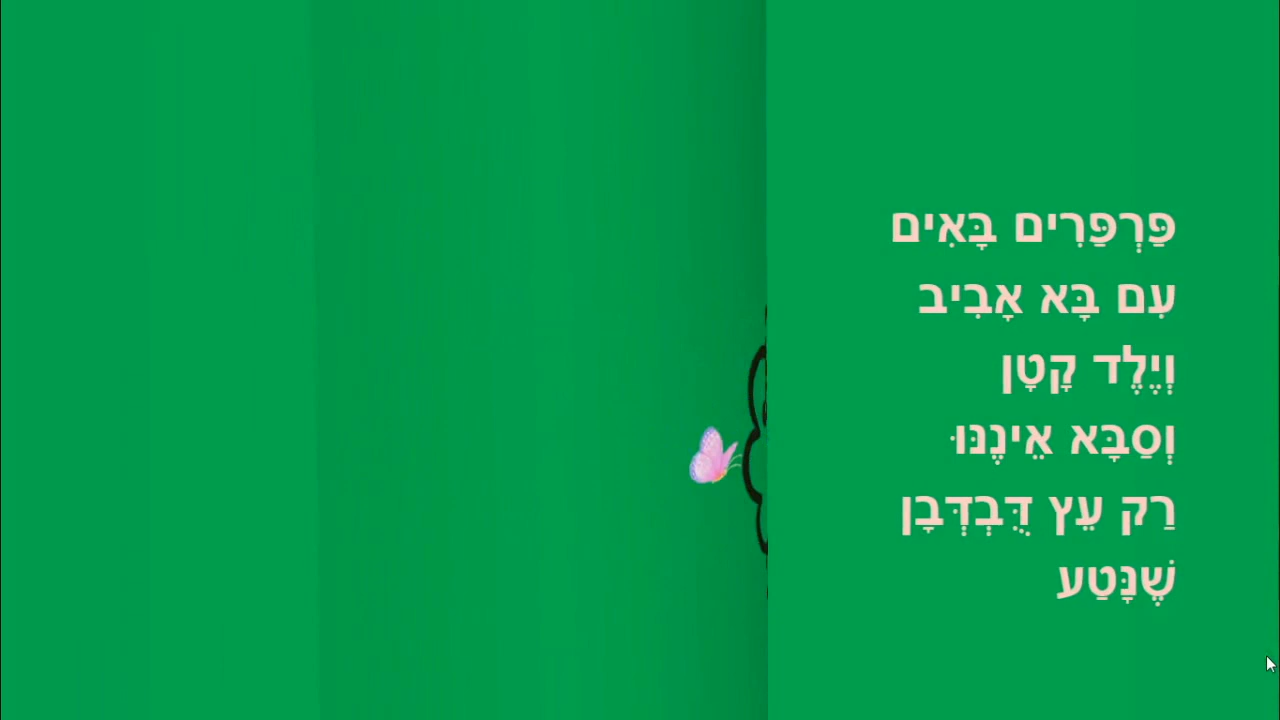 פַּרְפַּרִים בָּאִים
עִם בָּא אָבִיב
וְיֶלֶד קָטָן
וְסַבָּא אֵינֶנּוּ
רַק עֵץ דֻּבְדְּבָן
שֶׁנָּטַע